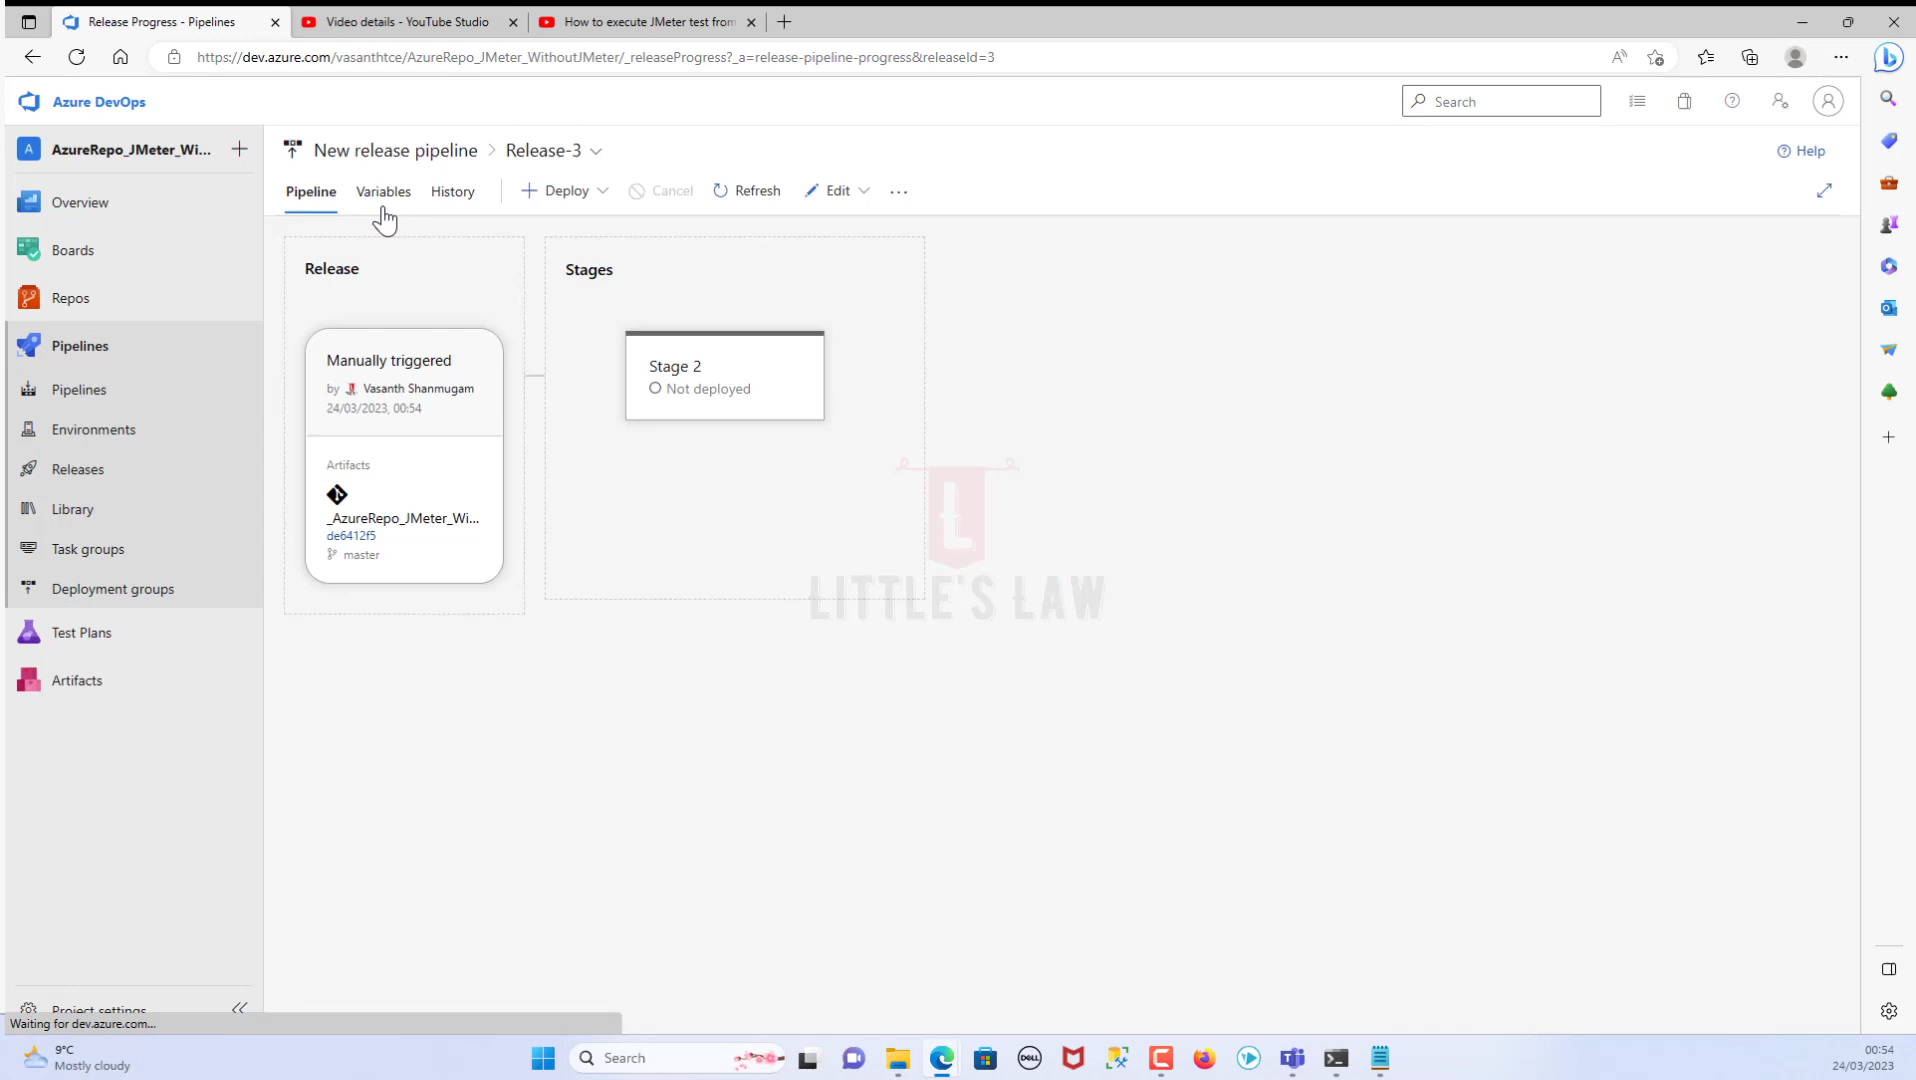 Release Progress - Pipelines
Video details - YouTube Studio
How to execute JMeter test from
https://dev.azure.com/vasanthtce/AzureRepo_JMeter_WithoutJMeter/_releaseProgress?_a=release-pipeline-progress&releaseId=3
Azure DevOps
Search
A AzureRepo_JMeter_Wi...
New release pipeline > Release-3
Help
Pipeline Variables History Deploy Cancel Refresh Edit ...
Overview
Boards
Repos
Pipelines
Pipelines
Environments
Releases
Library
Task groups
Deployment groups
Test Plans
Artifacts
Project settings
Release
Manually triggered
by Vasanth Shanmugam
24/03/2023, 00:54
Artifacts
_AzureRepo_JMeter_Wi...
de6412f5
master
Stages
Stage 2
Not deployed
L
LITTLE'S LAW
Waiting for dev.azure.com...
9°C
Mostly cloudy
Search
DELL
00:54
24/03/2023